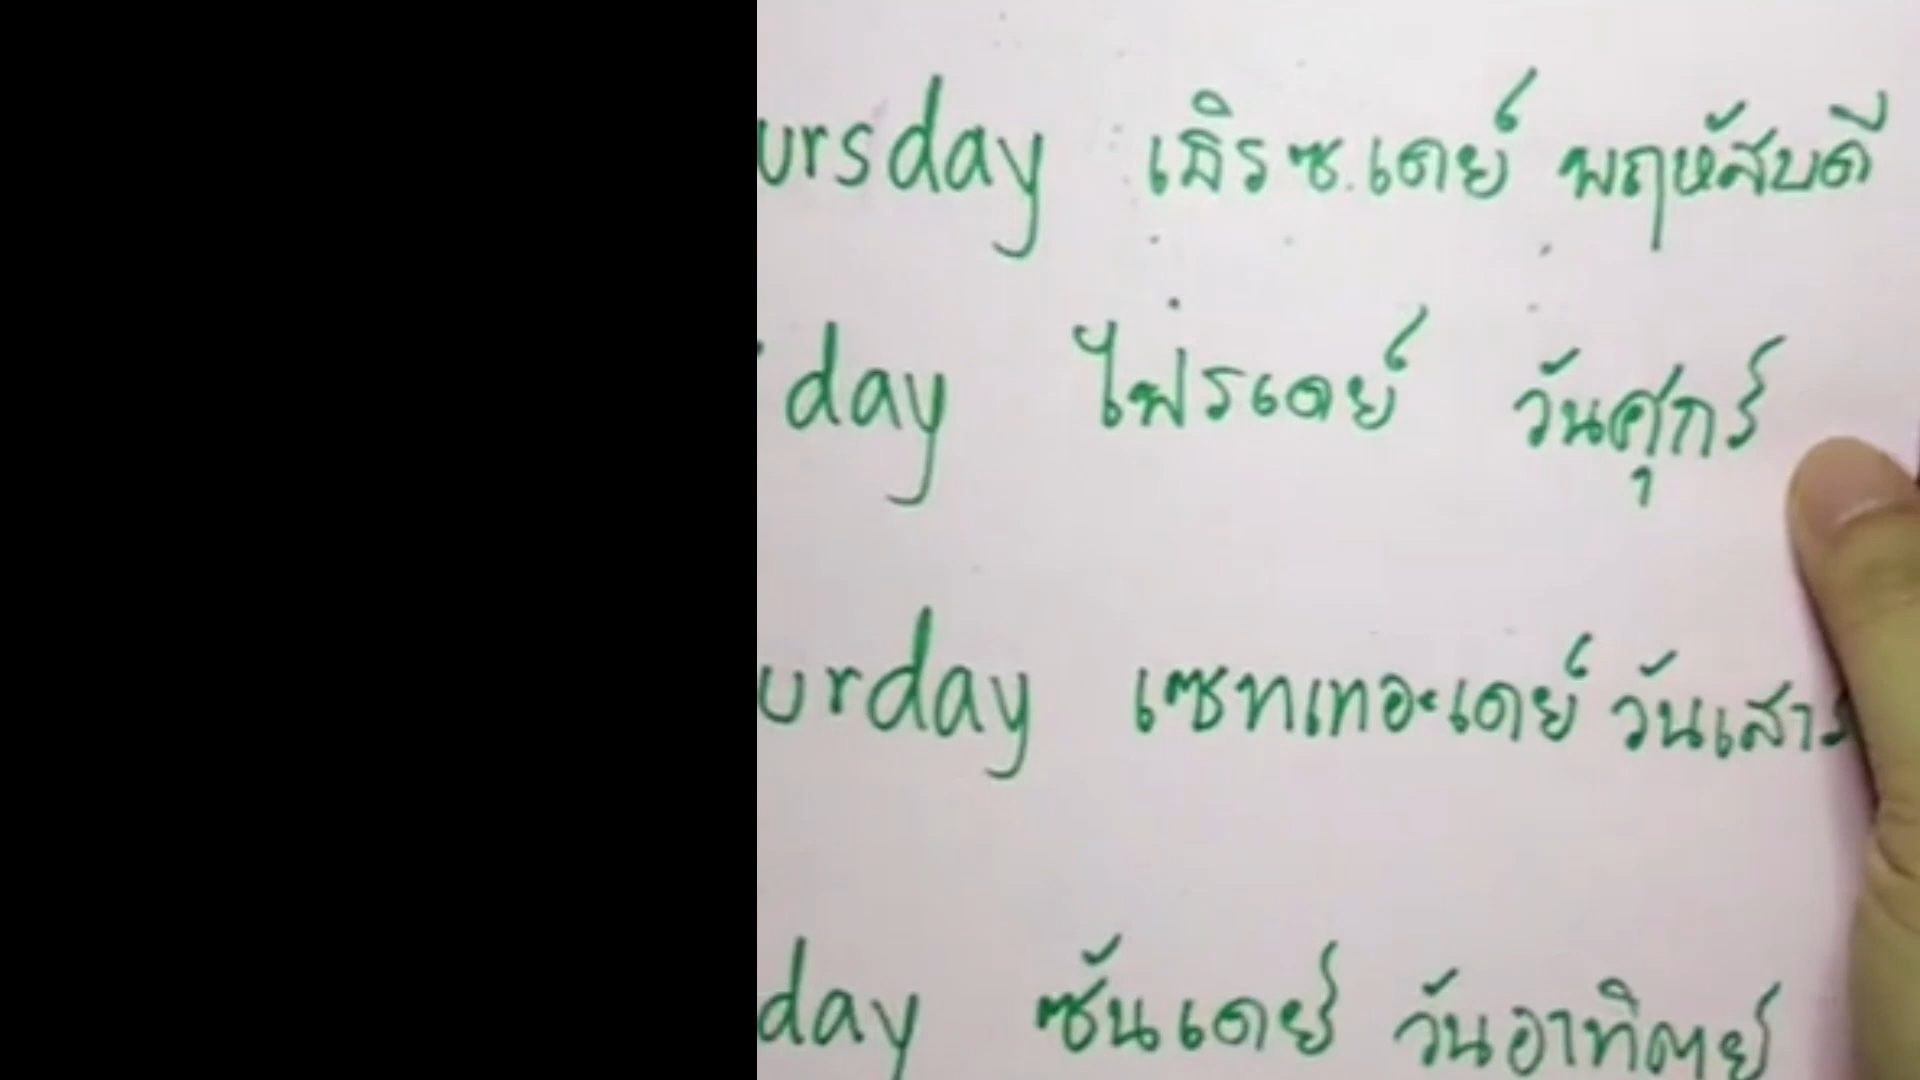 ursday เธิรซ.เดย์ พฤหัสบดี
day ไฟรเดย์ วันศุกร์
urday เซทเทอะเดย์ วันเสาร
day ซันเดย์ วันอาทิตย์